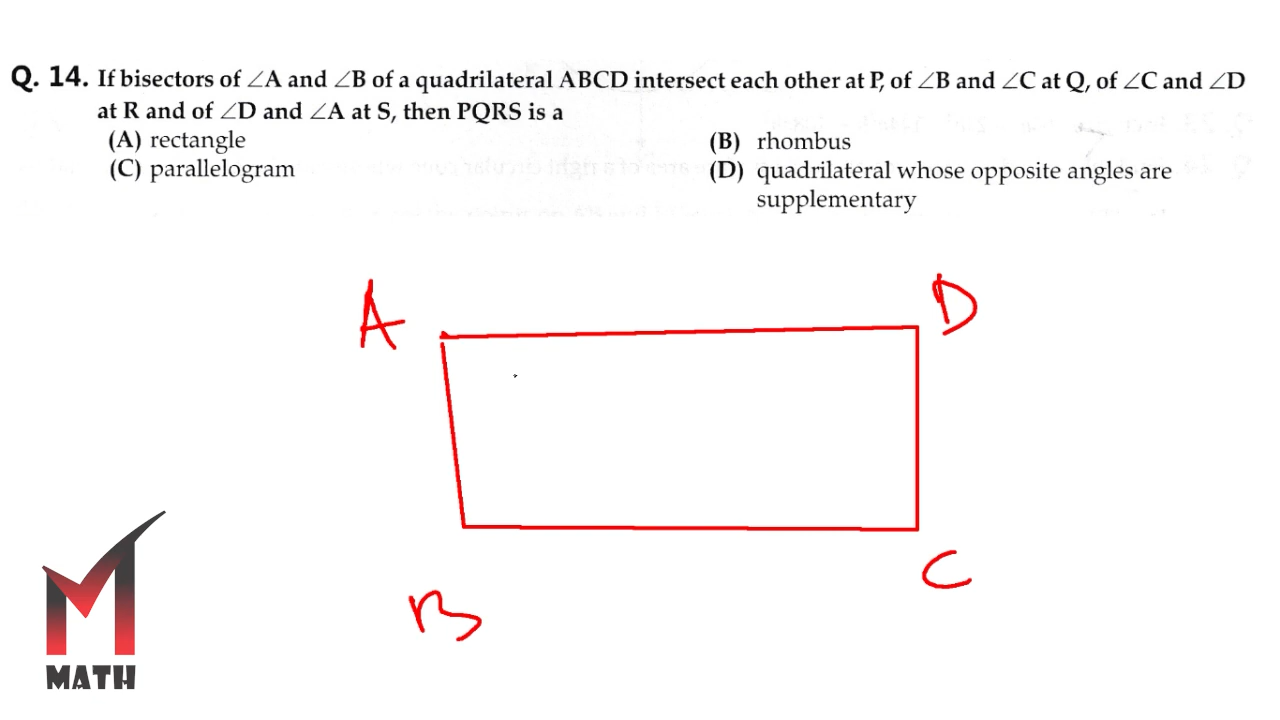 Q. 14. If bisectors of ∠A and ∠B of a quadrilateral ABCD intersect each other at P, of ∠B and ∠C at Q, of ∠C and ∠D
at R and of ∠D and ∠A at S, then PQRS is a
(A) rectangle
(B) rhombus
(C) parallelogram
(D) quadrilateral whose opposite angles are
supplementary
A
D
B
C
MATH